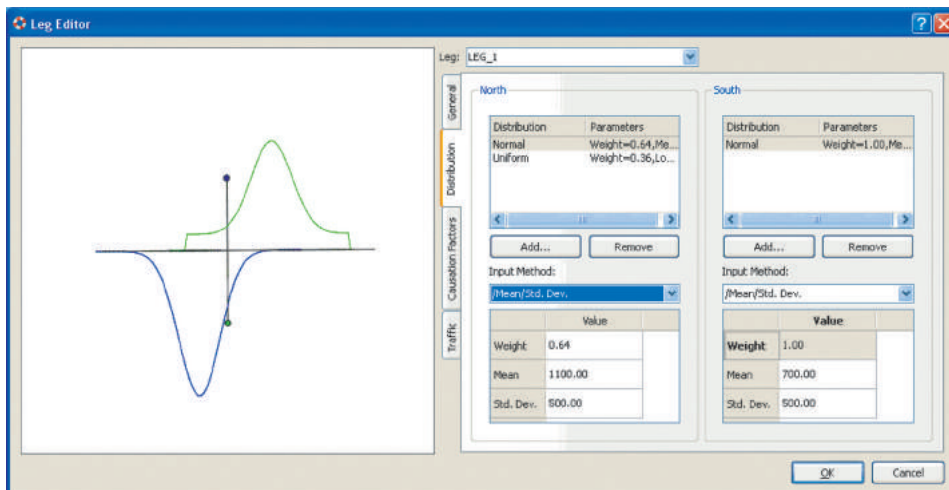 Leg Editor
Leg: LEG_1
General
Distribution
Causation Factors
Traffic
North
Distribution Parameters
Normal Weight=0.64,Me...
Uniform Weight=0.36,Lo...
Add... Remove
Input Method:
/Mean/Std. Dev.
Value
Weight 0.64
Mean 1100.00
Std. Dev. 500.00
South
Distribution Parameters
Normal Weight=1.00,Me...
Add... Remove
Input Method:
/Mean/Std. Dev.
Value
Weight 1.00
Mean 700.00
Std. Dev. 500.00
OK Cancel